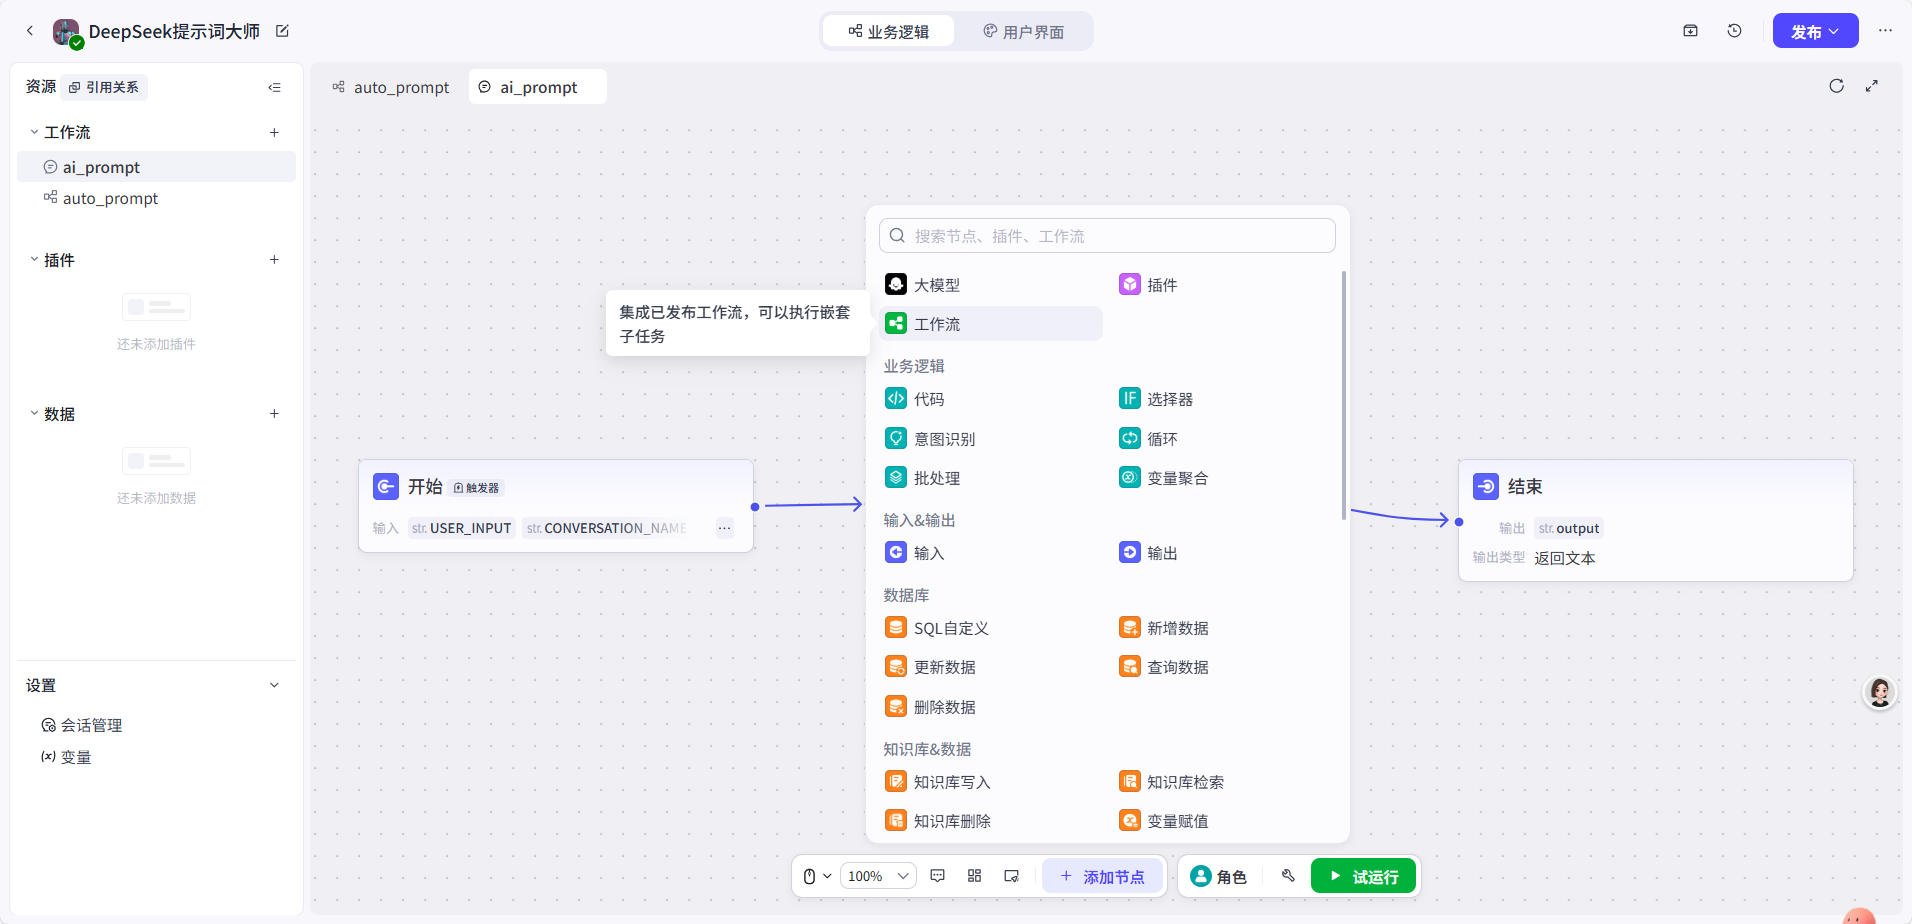 DeepSeek提示词大师
业务逻辑
用户界面
发布
资源
引用关系
工作流
ai_prompt
auto_prompt
插件
还未添加插件
数据
还未添加数据
设置
会话管理
变量
auto_prompt
ai_prompt
开始
触发器
输入 str. USER_INPUT str. CONVERSATION_NAME ...
集成已发布工作流，可以执行嵌套
子任务
搜索节点、插件、工作流
大模型 插件
工作流
业务逻辑
代码 选择器
意图识别 循环
批处理 变量聚合
输入&输出
输入 输出
数据库
SQL自定义 新增数据
更新数据 查询数据
删除数据
知识库&数据
知识库写入 知识库检索
知识库删除 变量赋值
结束
输出 str. output
输出类型 返回文本
100%
添加节点
角色
试运行